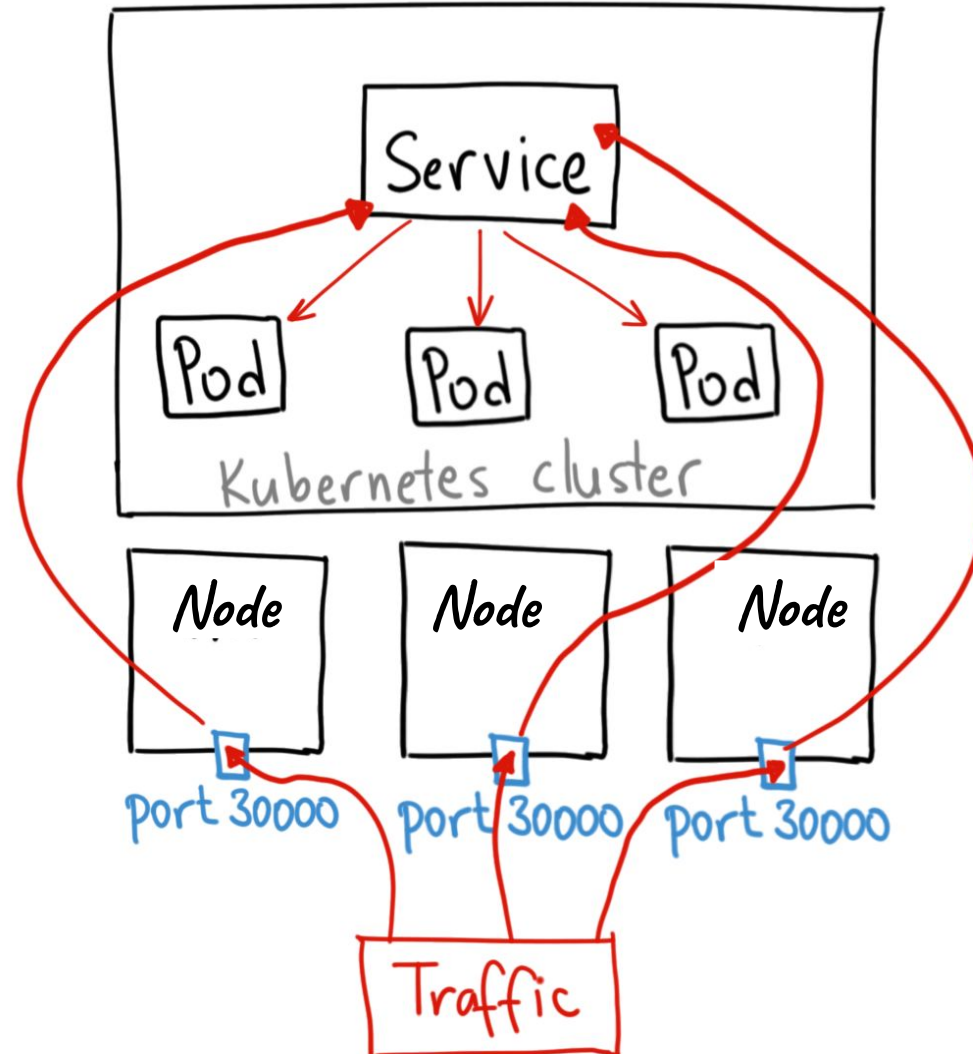 Service
Pod Pod Pod
Kubernetes cluster
Node Node Node
port 30000 port 30000 port 30000
Traffic